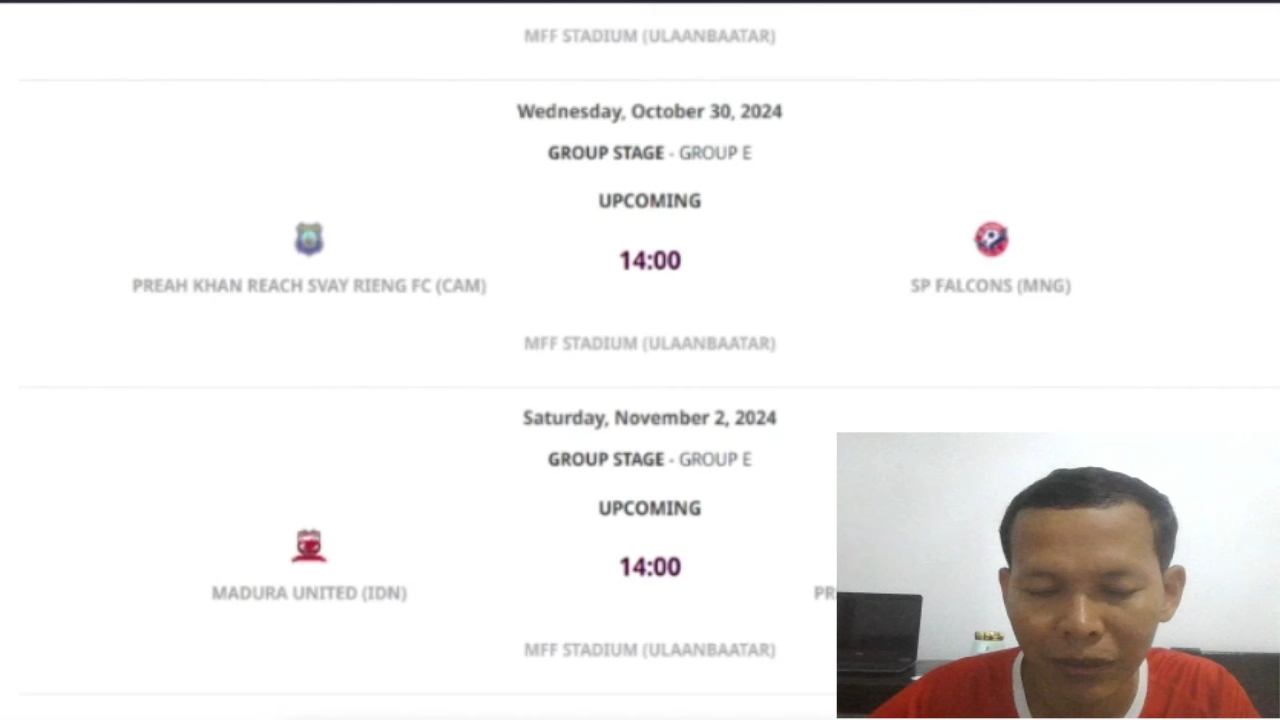 MFF STADIUM (ULAANBAATAR)
Wednesday, October 30, 2024
GROUP STAGE - GROUP E
UPCOMING
14:00
PREAH KHAN REACH SVAY RIENG FC (CAM)
SP FALCONS (MNG)
MFF STADIUM (ULAANBAATAR)
Saturday, November 2, 2024
GROUP STAGE - GROUP E
UPCOMING
14:00
MADURA UNITED (IDN)
PR
MFF STADIUM (ULAANBAATAR)